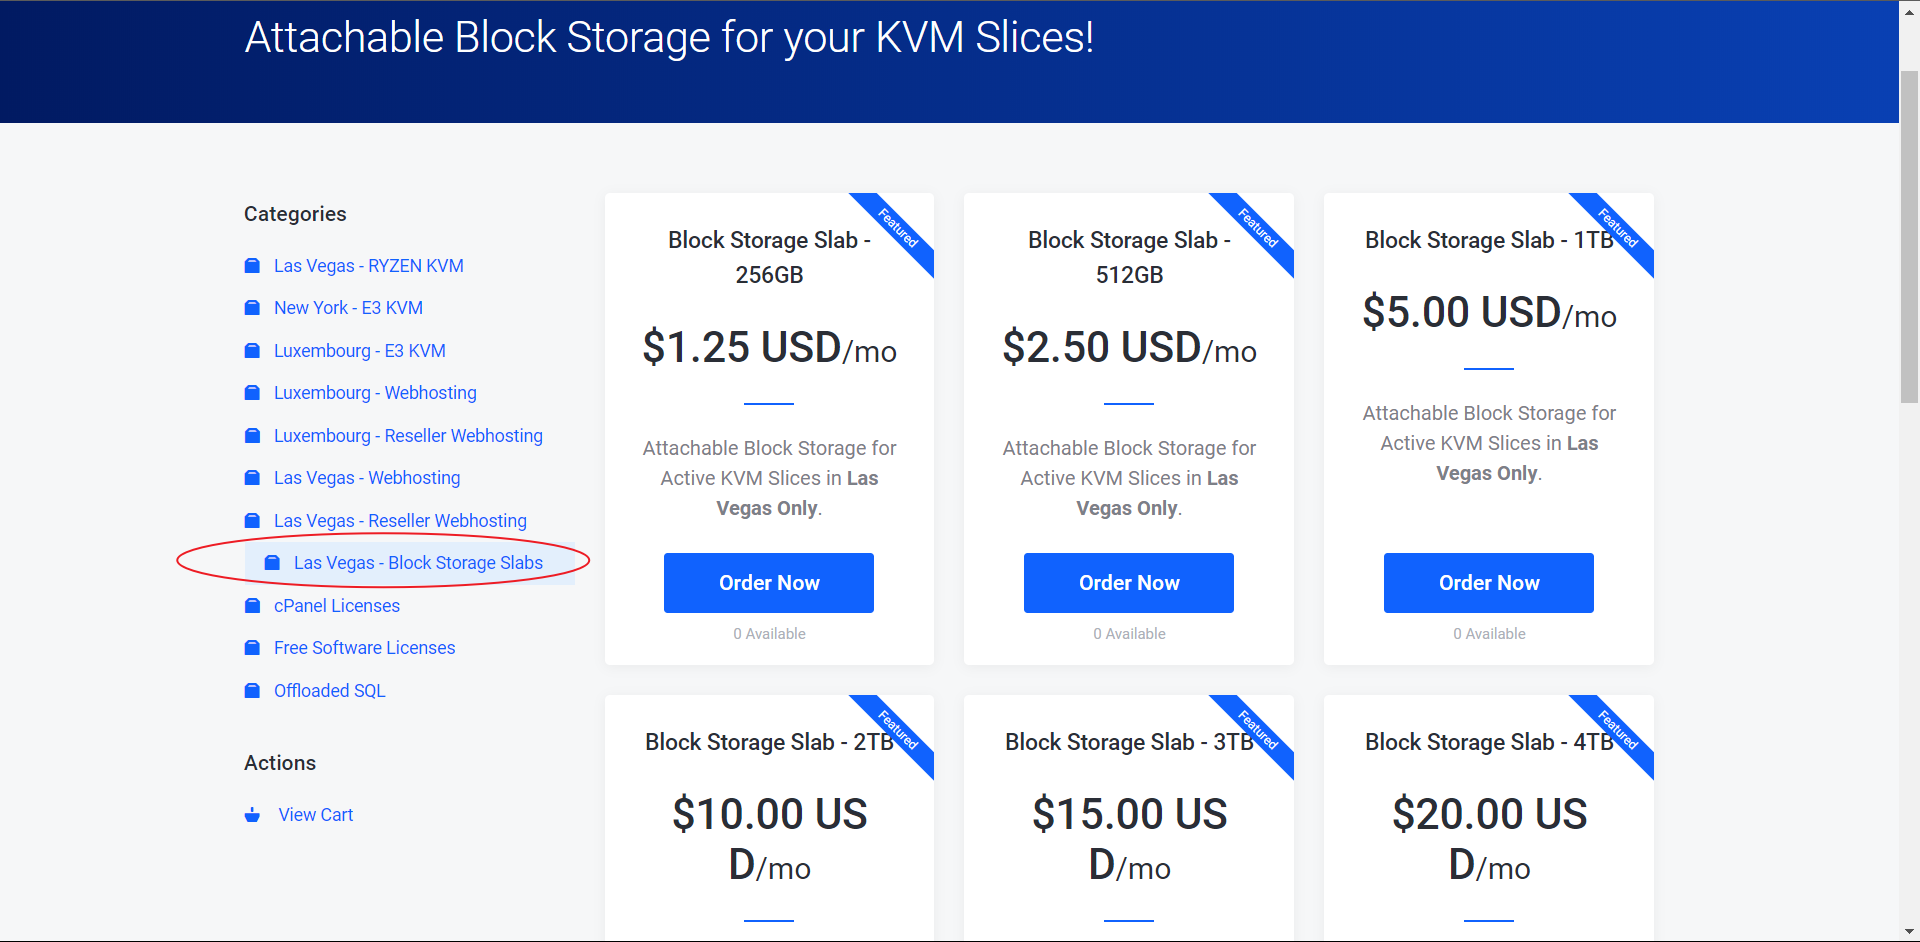 Attachable Block Storage for your KVM Slices!
Categories
Las Vegas - RYZEN KVM
New York - E3 KVM
Luxembourg - E3 KVM
Luxembourg - Webhosting
Luxembourg - Reseller Webhosting
Las Vegas - Webhosting
Las Vegas - Reseller Webhosting
Las Vegas - Block Storage Slabs
cPanel Licenses
Free Software Licenses
Offloaded SQL
Actions
View Cart
Featured
Block Storage Slab -
256GB
$1.25 USD/mo
Attachable Block Storage for
Active KVM Slices in Las
Vegas Only.
Order Now
0 Available
Featured
Block Storage Slab -
512GB
$2.50 USD/mo
Attachable Block Storage for
Active KVM Slices in Las
Vegas Only.
Order Now
0 Available
Featured
Block Storage Slab - 1TB
$5.00 USD/mo
Attachable Block Storage for
Active KVM Slices in Las
Vegas Only.
Order Now
0 Available
Featured
Block Storage Slab - 2TB
$10.00 US
D/mo
Featured
Block Storage Slab - 3TB
$15.00 US
D/mo
Featured
Block Storage Slab - 4TB
$20.00 US
D/mo